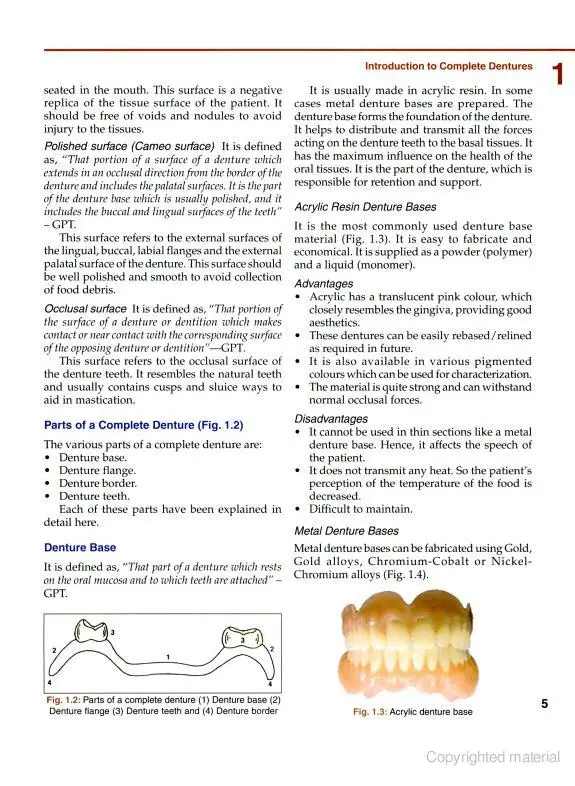 Introduction to Complete Dentures
1
seated in the mouth. This surface is a negative
replica of the tissue surface of the patient. It
should be free of voids and nodules to avoid
injury to the tissues.
Polished surface (Cameo surface) It is defined
as, “That portion of a surface of a denture which
extends in an occlusal direction from the border of the
denture and includes the palatal surfaces. It is the part
of the denture base which is usually polished, and it
includes the buccal and lingual surfaces of the teeth”
– GPT.
This surface refers to the external surfaces of
the lingual, buccal, labial flanges and the external
palatal surface of the denture. This surface should
be well polished and smooth to avoid collection
of food debris.
Occlusal surface It is defined as, “That portion of
the surface of a denture or dentition which makes
contact or near contact with the corresponding surface
of the opposing denture or dentition”—GPT.
This surface refers to the occlusal surface of
the denture teeth. It resembles the natural teeth
and usually contains cusps and sluice ways to
aid in mastication.
Parts of a Complete Denture (Fig. 1.2)
The various parts of a complete denture are:
• Denture base.
• Denture flange.
• Denture border.
• Denture teeth.
Each of these parts have been explained in
detail here.
Denture Base
It is defined as, “That part of a denture which rests
on the oral mucosa and to which teeth are attached” –
GPT.
3
3
2
1
2
4
4
Fig. 1.2: Parts of a complete denture (1) Denture base (2)
Denture flange (3) Denture teeth and (4) Denture border
It is usually made in acrylic resin. In some
cases metal denture bases are prepared. The
denture base forms the foundation of the denture.
It helps to distribute and transmit all the forces
acting on the denture teeth to the basal tissues. It
has the maximum influence on the health of the
oral tissues. It is the part of the denture, which is
responsible for retention and support.
Acrylic Resin Denture Bases
It is the most commonly used denture base
material (Fig. 1.3). It is easy to fabricate and
economical. It is supplied as a powder (polymer)
and a liquid (monomer).
Advantages
• Acrylic has a translucent pink colour, which
closely resembles the gingiva, providing good
aesthetics.
• These dentures can be easily rebased/relined
as required in future.
• It is also available in various pigmented
colours which can be used for characterization.
• The material is quite strong and can withstand
normal occlusal forces.
Disadvantages
• It cannot be used in thin sections like a metal
denture base. Hence, it affects the speech of
the patient.
• It does not transmit any heat. So the patient’s
perception of the temperature of the food is
decreased.
• Difficult to maintain.
Metal Denture Bases
Metal denture bases can be fabricated using Gold,
Gold alloys, Chromium-Cobalt or Nickel-
Chromium alloys (Fig. 1.4).
Fig. 1.3: Acrylic denture base
5
Copyrighted material